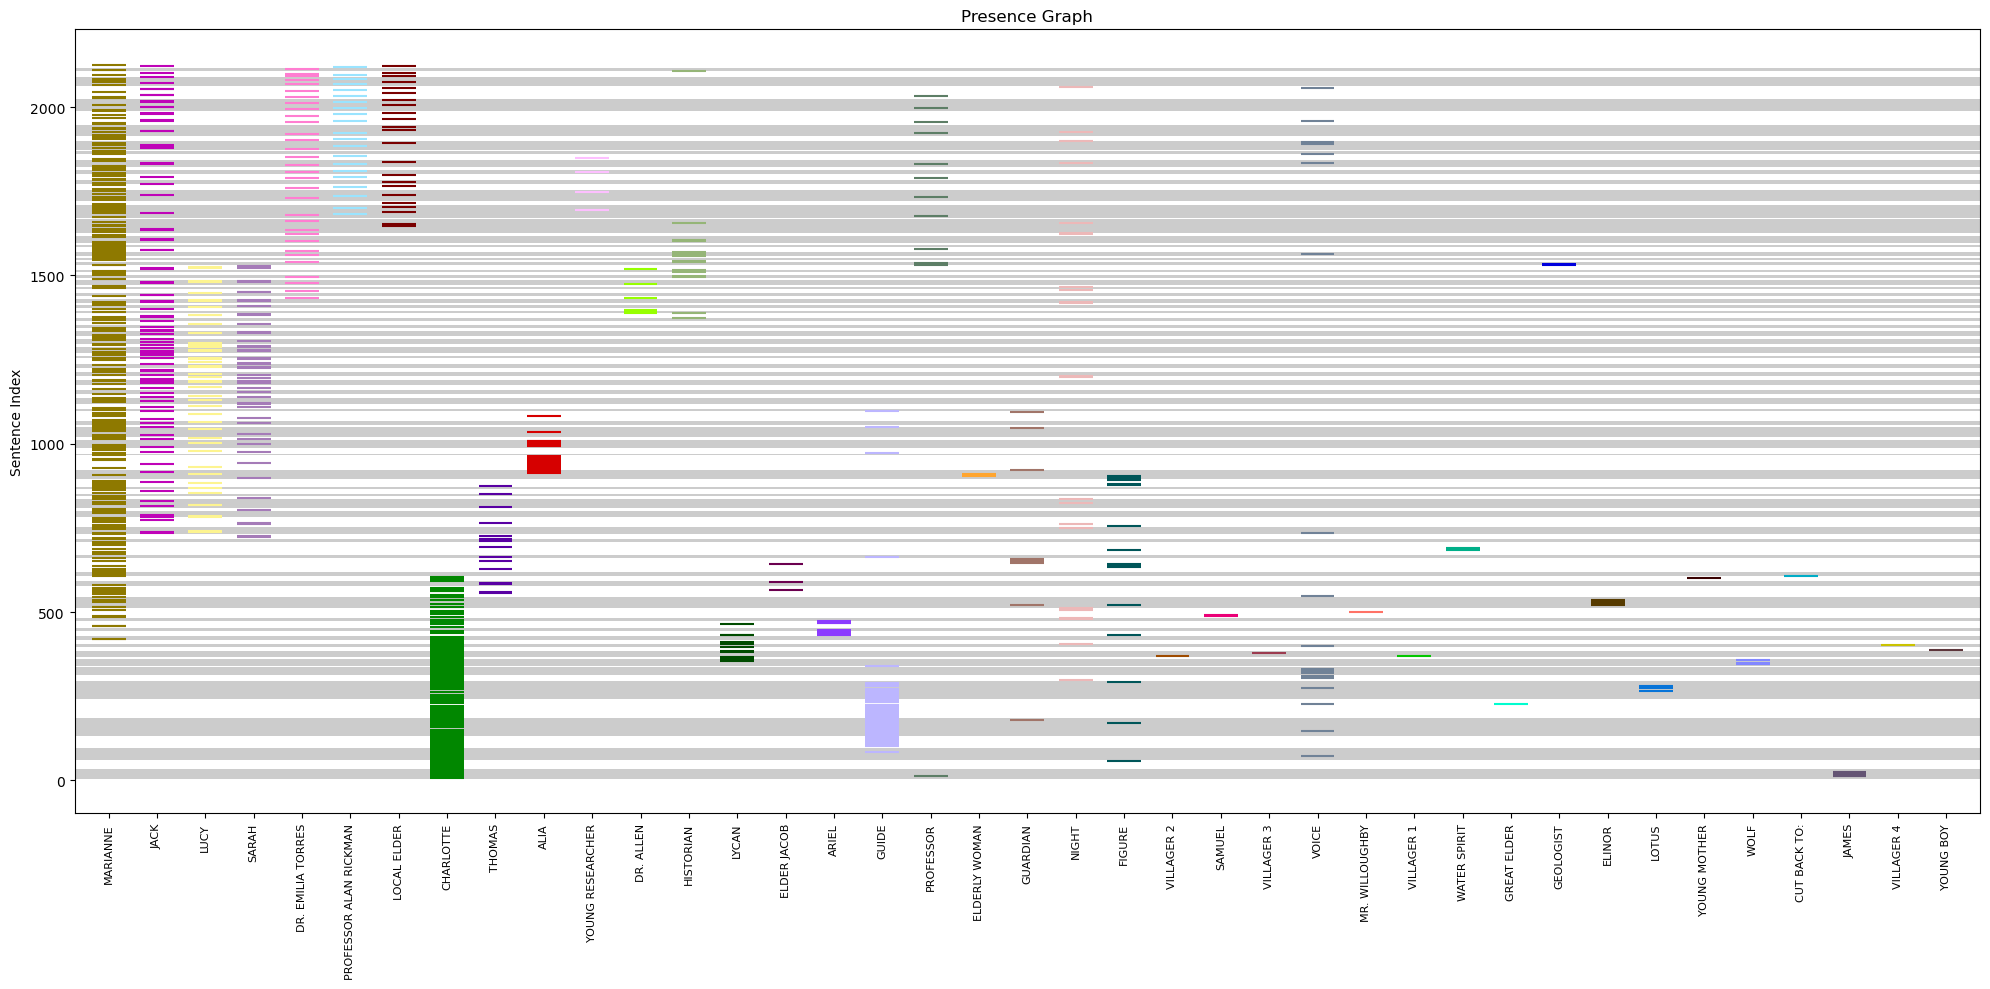 Presence Graph
Sentence Index
2000
1500
1000
500
0
MARIANNE
JACK
LUCY
SARAH
DR. EMILIA TORRES
PROFESSOR ALAN RICKMAN
LOCAL ELDER
CHARLOTTE
THOMAS
ALIA
YOUNG RESEARCHER
DR. ALLEN
HISTORIAN
LYCAN
ELDER JACOB
ARIEL
GUIDE
PROFESSOR
ELDERLY WOMAN
GUARDIAN
NIGHT
FIGURE
VILLAGER 2
SAMUEL
VILLAGER 3
VOICE
MR. WILLOUGHBY
VILLAGER 1
WATER SPIRIT
GREAT ELDER
GEOLOGIST
ELINOR
LOTUS
YOUNG MOTHER
WOLF
CUT BACK TO:
JAMES
VILLAGER 4
YOUNG BOY